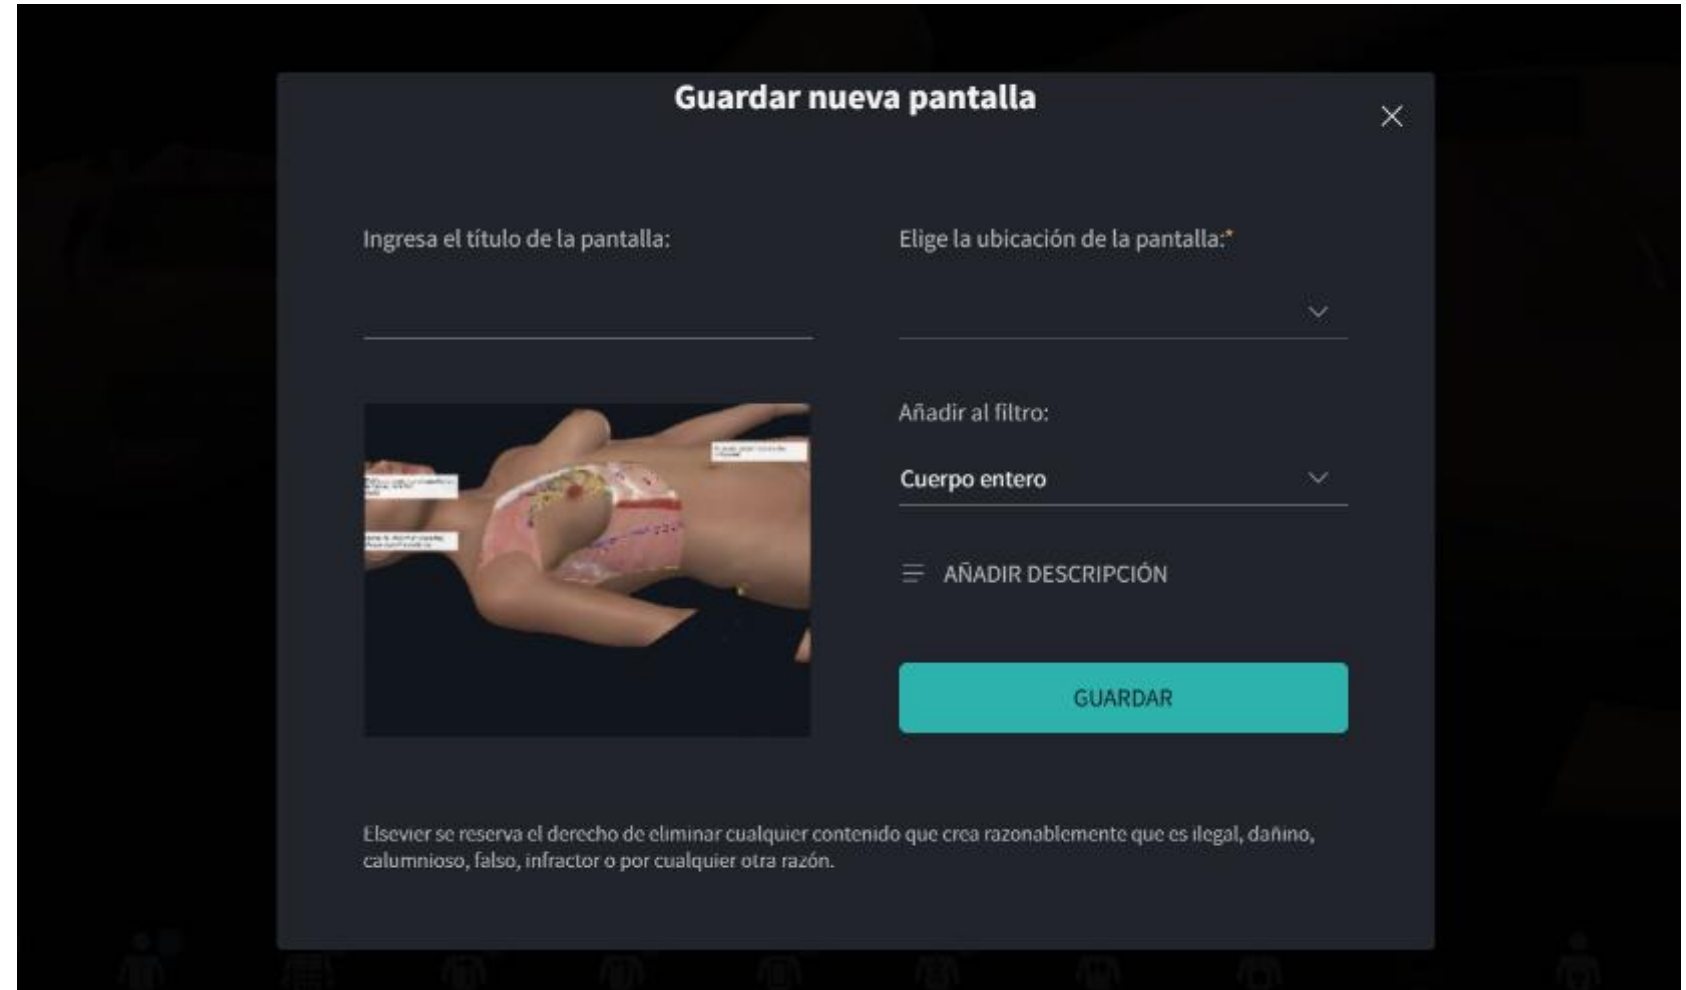 Guardar nueva pantalla
Ingresa el título de la pantalla:
Elige la ubicación de la pantalla:*
Añadir al filtro:
Cuerpo entero
AÑADIR DESCRIPCIÓN
GUARDAR
Elsevier se reserva el derecho de eliminar cualquier contenido que crea razonablemente que es ilegal, dañino,
calumnioso, falso, infractor o por cualquier otra razón.